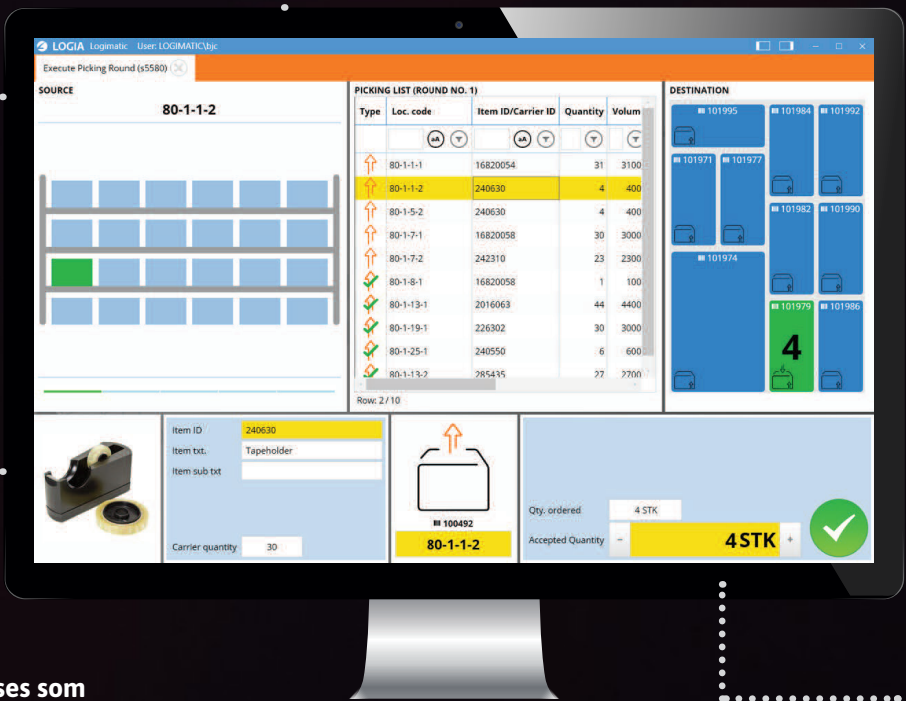 LOGIA Logimatic User: LOGIMATIC\bjc
Execute Picking Round (s5580)
SOURCE
80-1-1-2
PICKING LIST (ROUND NO. 1)
Type Loc. code Item ID/Carrier ID Quantity Volum
aA aA
80-1-1-1 16820054 31 3100
80-1-1-2 240630 4 400
80-1-5-2 240630 4 400
80-1-7-1 16820058 30 3000
80-1-7-2 242310 23 2300
80-1-8-1 16820058 1 100
80-1-13-1 2016063 44 4400
80-1-19-1 226302 30 3000
80-1-25-1 240550 6 600
80-1-13-2 285435 27 2700
Row: 2/10
DESTINATION
101995 101984 101992
101971 101977
101982 101990
101974
101979 101986
4
Item ID 240630
Item txt. Tapeholder
Item sub txt
Carrier quantity 30
100492
80-1-1-2
Qty. ordered 4 STK
Accepted Quantity - 4 STK +
ses som